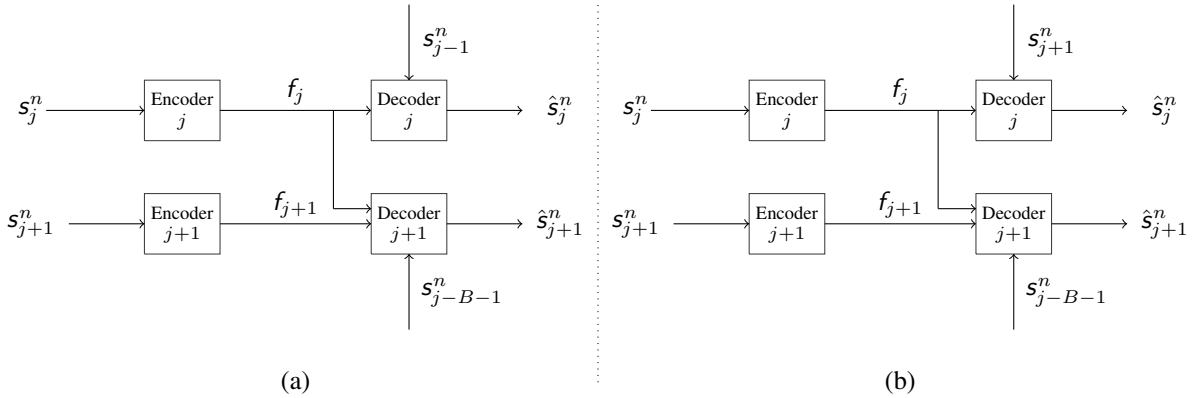 s_{j-1}^n
s_j^n Encoder j f_j Decoder j ŝ_j^n
s_{j+1}^n Encoder j+1 f_{j+1} Decoder j+1 ŝ_{j+1}^n
s_{j-B-1}^n
(a)
s_{j+1}^n
s_j^n Encoder j f_j Decoder j ŝ_j^n
s_{j+1}^n Encoder j+1 f_{j+1} Decoder j+1 ŝ_{j+1}^n
s_{j-B-1}^n
(b)